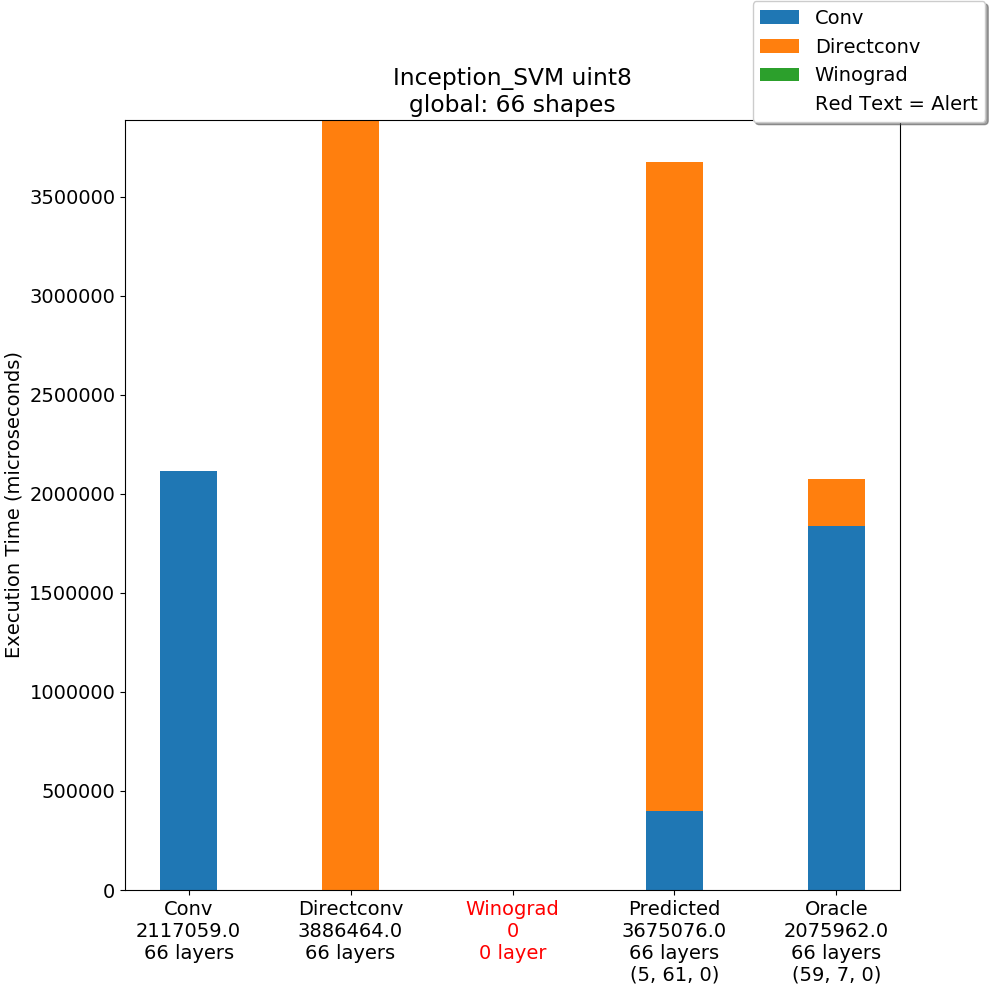 Conv
Directconv
Winograd
Red Text = Alert
Inception_SVM uint8
global: 66 shapes
Execution Time (microseconds)
3500000
3000000
2500000
2000000
1500000
1000000
500000
0
Conv
2117059.0
66 layers
Directconv
3886464.0
66 layers
Winograd
0
0 layer
Predicted
3675076.0
66 layers
(5, 61, 0)
Oracle
2075962.0
66 layers
(59, 7, 0)